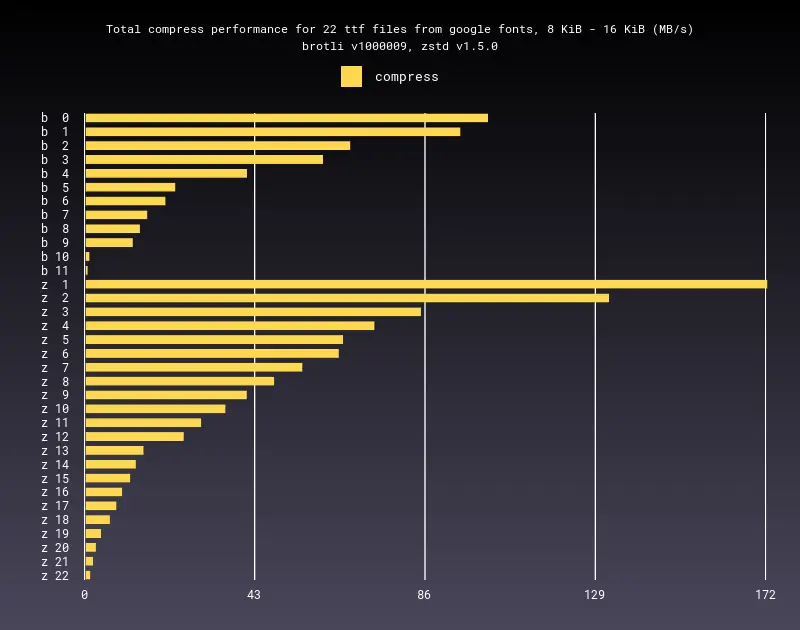 Total compress performance for 22 ttf files from google fonts, 8 KiB - 16 KiB (MB/s)
brotli v1000009, zstd v1.5.0
compress
b 0
b 1
b 2
b 3
b 4
b 5
b 6
b 7
b 8
b 9
b 10
b 11
z 1
z 2
z 3
z 4
z 5
z 6
z 7
z 8
z 9
z 10
z 11
z 12
z 13
z 14
z 15
z 16
z 17
z 18
z 19
z 20
z 21
z 22
0 43 86 129 172